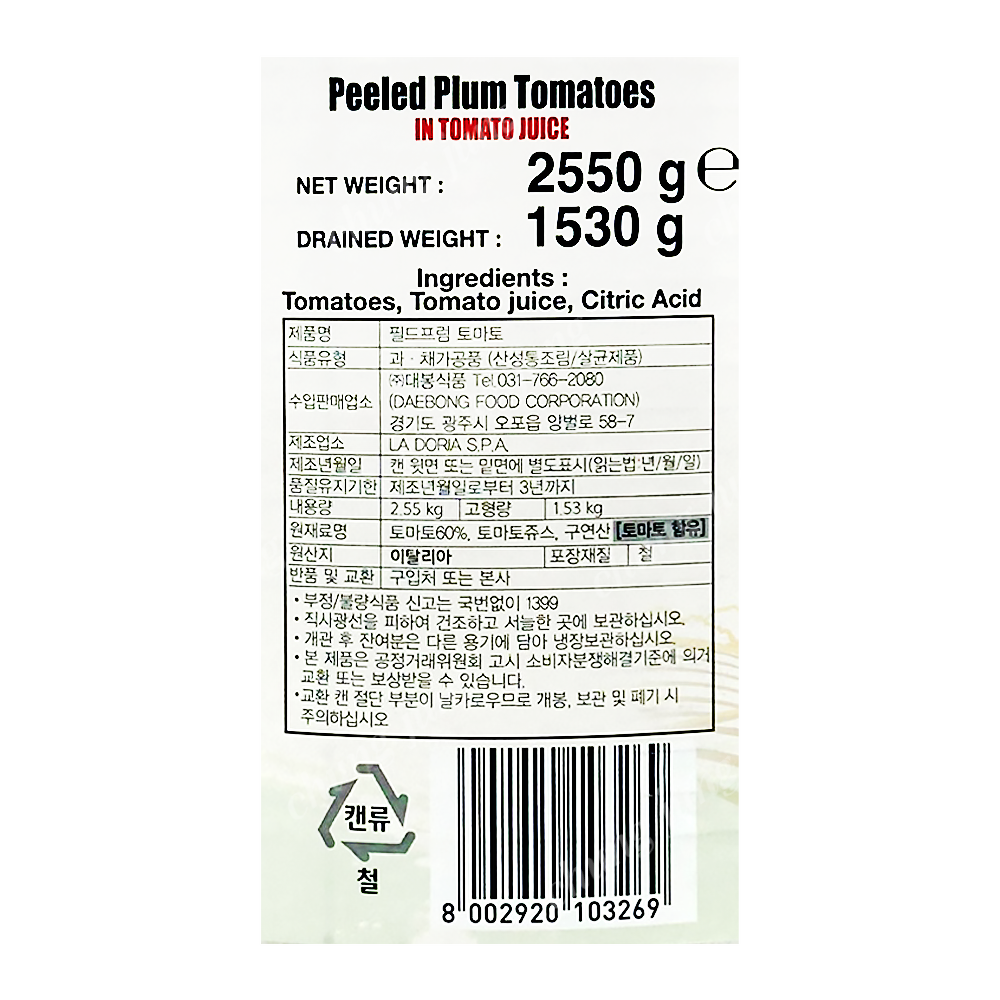 Peeled Plum Tomatoes
IN TOMATO JUICE
NET WEIGHT : 2550 g ℮
DRAINED WEIGHT : 1530 g
Ingredients :
Tomatoes, Tomato juice, Citric Acid
제품명 필드프럼 토마토
식품유형 과 · 채가공품 (산성통조림/살균제품)
수입판매업소 ㈜대봉식품 Tel.031-766-2080
(DAEBONG FOOD CORPORATION)
경기도 광주시 오포읍 양벌로 58-7
제조업소 LA DORIA S.P.A.
제조년월일 캔 윗면 또는 밑면에 별도표시(읽는법:년/월/일)
품질유지기한 제조년월일로부터 3년까지
내용량 2.55 kg 고형량 1.53 kg
원재료명 토마토60%, 토마토쥬스, 구연산 [토마토 함유]
원산지 이탈리아 포장재질 철
반품 및 교환 구입처 또는 본사
• 부정/불량식품 신고는 국번없이 1399
• 직사광선을 피하여 건조하고 서늘한 곳에 보관하십시오.
• 개관 후 잔여분은 다른 용기에 담아 냉장보관하십시오.
• 본 제품은 공정거래위원회 고시 소비자분쟁해결기준에 의거
교환 또는 보상받을 수 있습니다.
• 교환 캔 절단 부분이 날카로우므로 개봉, 보관 및 폐기 시
주의하십시오
캔류
철
8 002920 103269